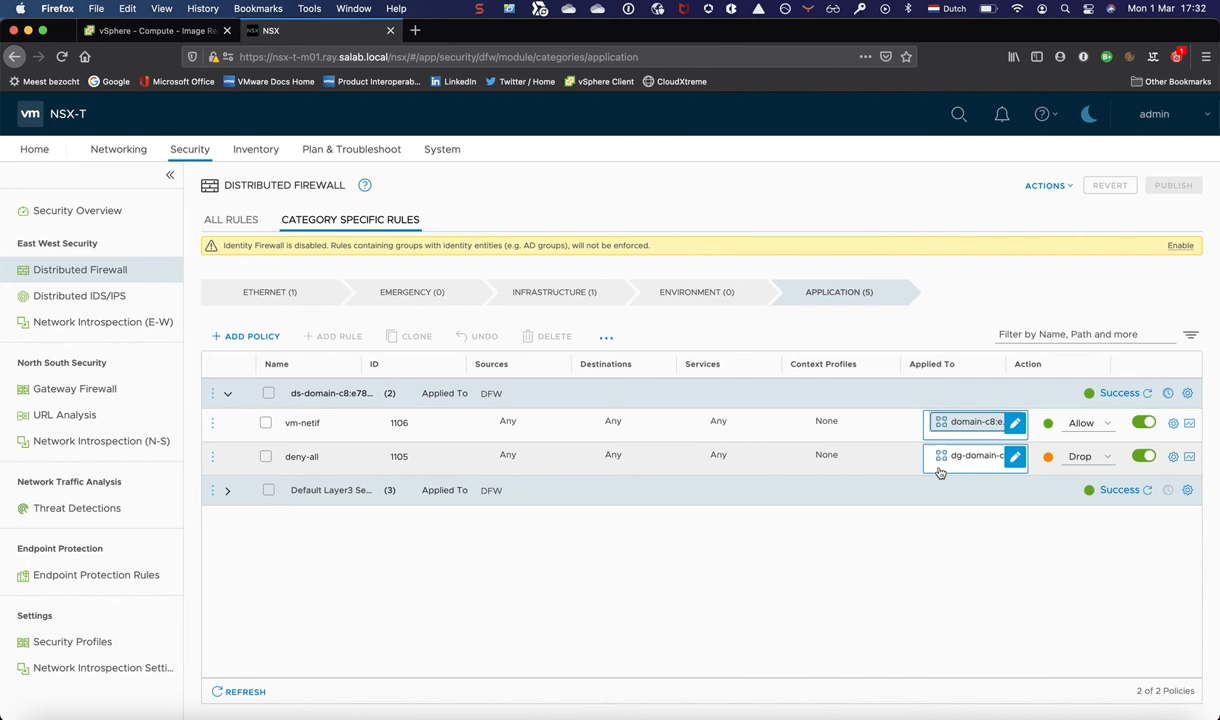 Firefox File Edit View History Bookmarks Tools Window Help Dutch Mon 1 Mar 17:32
vSphere - Compute - Image Re
NSX
https://nsx-t-m01.ray.salab.local/nsx/#/app/security/dfw/module/categories/application
Meest bezocht Google Microsoft Office VMware Docs Home Product Interoperab... LinkedIn Twitter / Home vSphere Client CloudXtreme Other Bookmarks
vm NSX-T admin
Home Networking Security Inventory Plan & Troubleshoot System
DISTRIBUTED FIREWALL
ACTIONS REVERT PUBLISH
Security Overview
East West Security
Distributed Firewall
Distributed IDS/IPS
Network Introspection (E-W)
North South Security
Gateway Firewall
URL Analysis
Network Introspection (N-S)
Network Traffic Analysis
Threat Detections
Endpoint Protection
Endpoint Protection Rules
Settings
Security Profiles
Network Introspection Setti...
ALL RULES CATEGORY SPECIFIC RULES
Identity Firewall is disabled. Rules containing groups with identity entities (e.g. AD groups), will not be enforced. Enable
ETHERNET (1) EMERGENCY (0) INFRASTRUCTURE (1) ENVIRONMENT (0) APPLICATION (5)
+ ADD POLICY + ADD RULE CLONE UNDO DELETE ... Filter by Name, Path and more
Name ID Sources Destinations Services Context Profiles Applied To Action
ds-domain-c8:e78... (2) Applied To DFW Success
vm-netif 1106 Any Any Any None domain-c8:e. Allow
deny-all 1105 Any Any Any None dg-domain-c Drop
Default Layer3 Se... (3) Applied To DFW Success
REFRESH 2 of 2 Policies